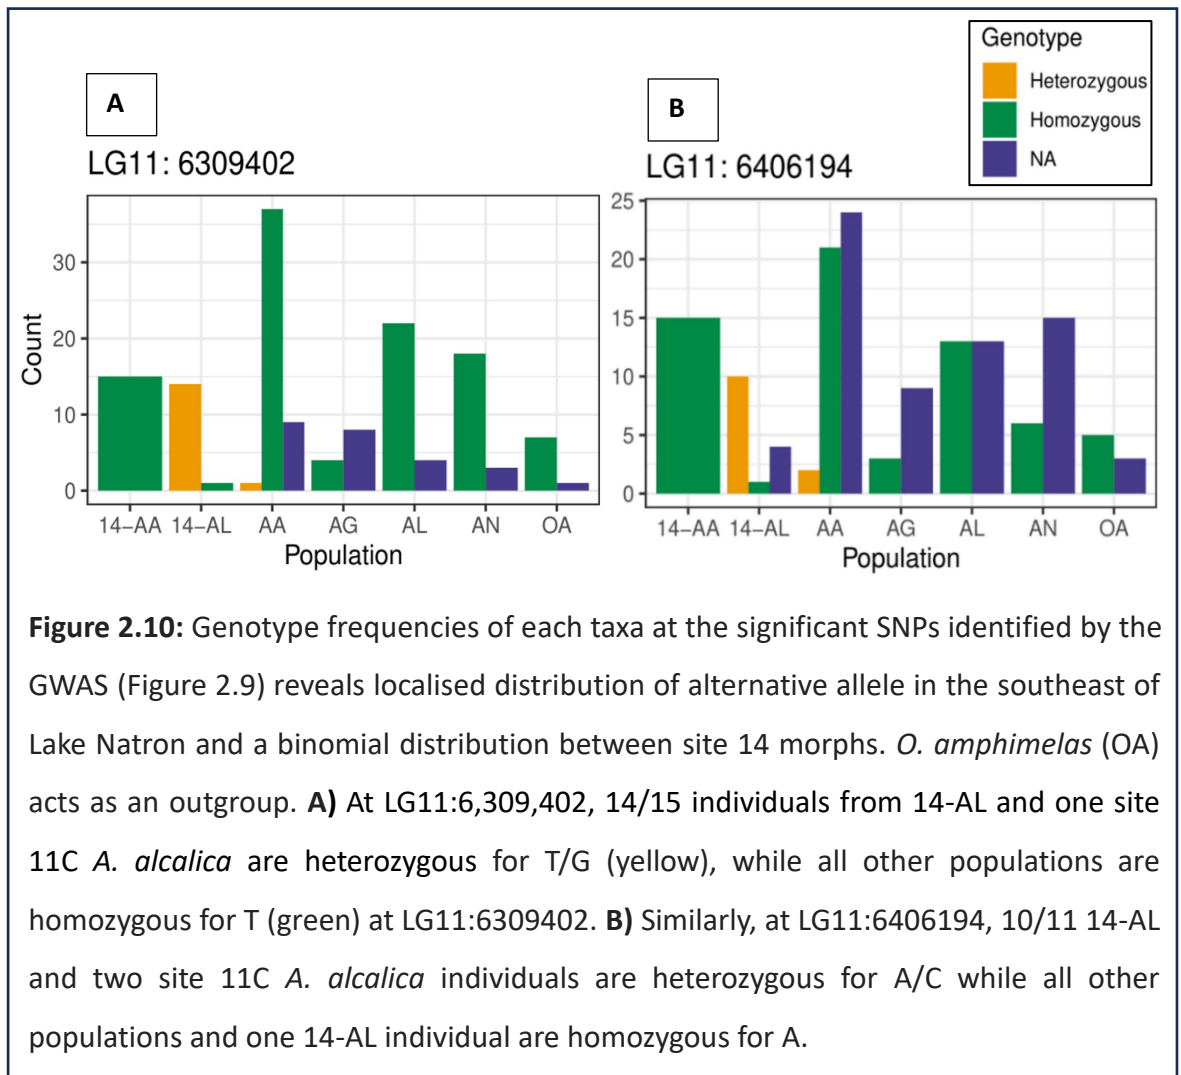 Genotype
Heterozygous
Homozygous
NA
A
LG11: 6309402
Count
30
20
10
0
14−AA 14−AL AA AG AL AN OA
Population
B
LG11: 6406194
25
20
15
10
5
0
14−AA 14−AL AA AG AL AN OA
Population
Figure 2.10: Genotype frequencies of each taxa at the significant SNPs identified by the
GWAS (Figure 2.9) reveals localised distribution of alternative allele in the southeast of
Lake Natron and a binomial distribution between site 14 morphs. O. amphimelas (OA)
acts as an outgroup. A) At LG11:6,309,402, 14/15 individuals from 14-AL and one site
11C A. alcalica are heterozygous for T/G (yellow), while all other populations are
homozygous for T (green) at LG11:6309402. B) Similarly, at LG11:6406194, 10/11 14-AL
and two site 11C A. alcalica individuals are heterozygous for A/C while all other
populations and one 14-AL individual are homozygous for A.